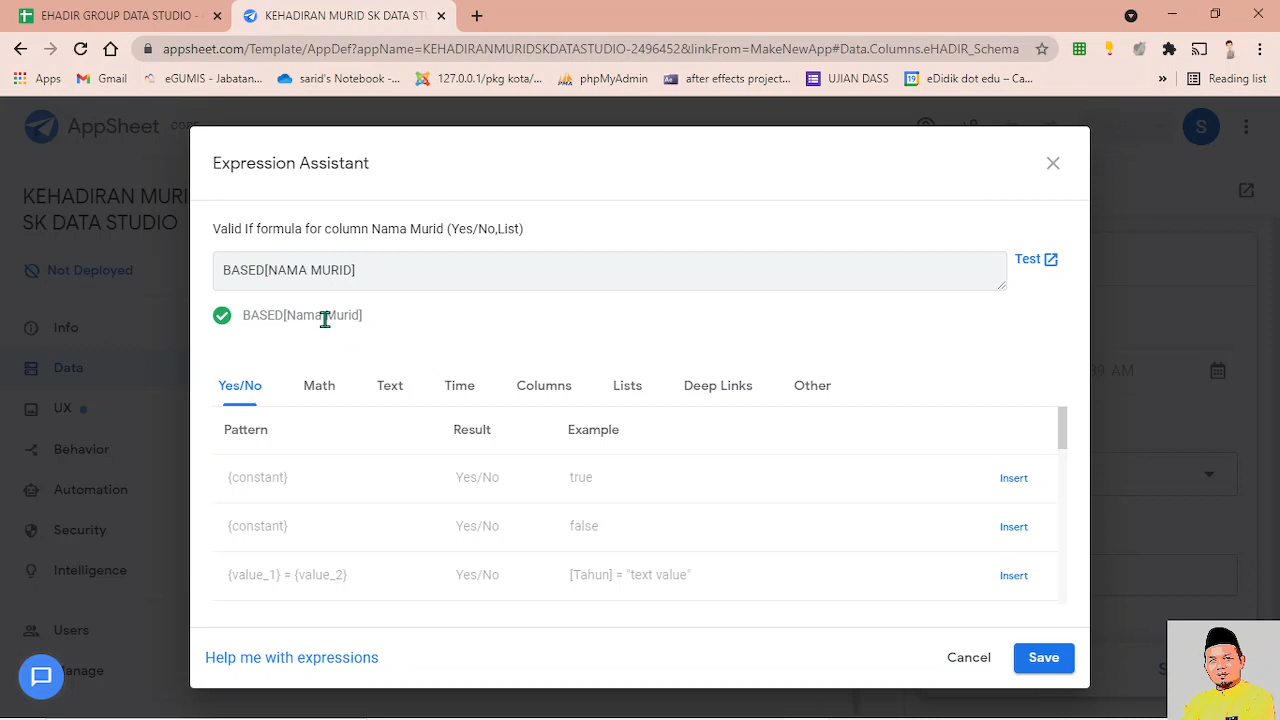 EHADIR GROUP DATA STUDIO -
KEHADIRAN MURID SK DATA STU
appsheet.com/Template/AppDef?appName=KEHADIRANMURIDSKDATASTUDIO-2496452&linkFrom=MakeNewApp#Data.Columns.eHADIR_Schema
Apps
Gmail
eGUMIS - Jabatan...
sarid's Notebook -...
127.0.0.1/pkg kota/...
phpMyAdmin
after effects project...
UJIAN DASS
eDidik dot edu – Ca...
Reading list
AppSheet
CORE
S
KEHADIRAN MURI
SK DATA STUDIO
Not Deployed
Info
Data
UX
Behavior
Automation
Security
Intelligence
Users
anage
Expression Assistant
Valid If formula for column Nama Murid (Yes/No,List)
BASED[NAMA MURID]
Test
BASED[Nama Murid]
Yes/No
Math
Text
Time
Columns
Lists
Deep Links
Other
Pattern
Result
Example
{constant}
Yes/No
true
Insert
{constant}
Yes/No
false
Insert
{value_1} = {value_2}
Yes/No
[Tahun] = "text value"
Insert
Help me with expressions
Cancel
Save
39 AM
S